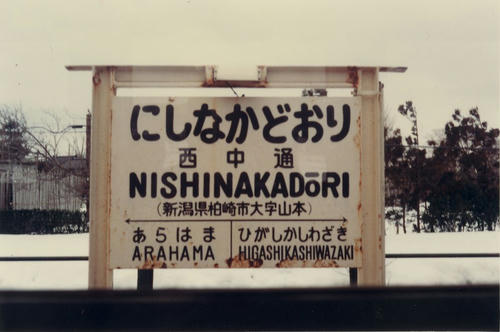 にしなかどおり
西中通
NISHINAKADōRI
(新潟県柏崎市大字山本)
あらはま ひがしかしわざき
ARAHAMA HIGASHIKASHIWAZAKI